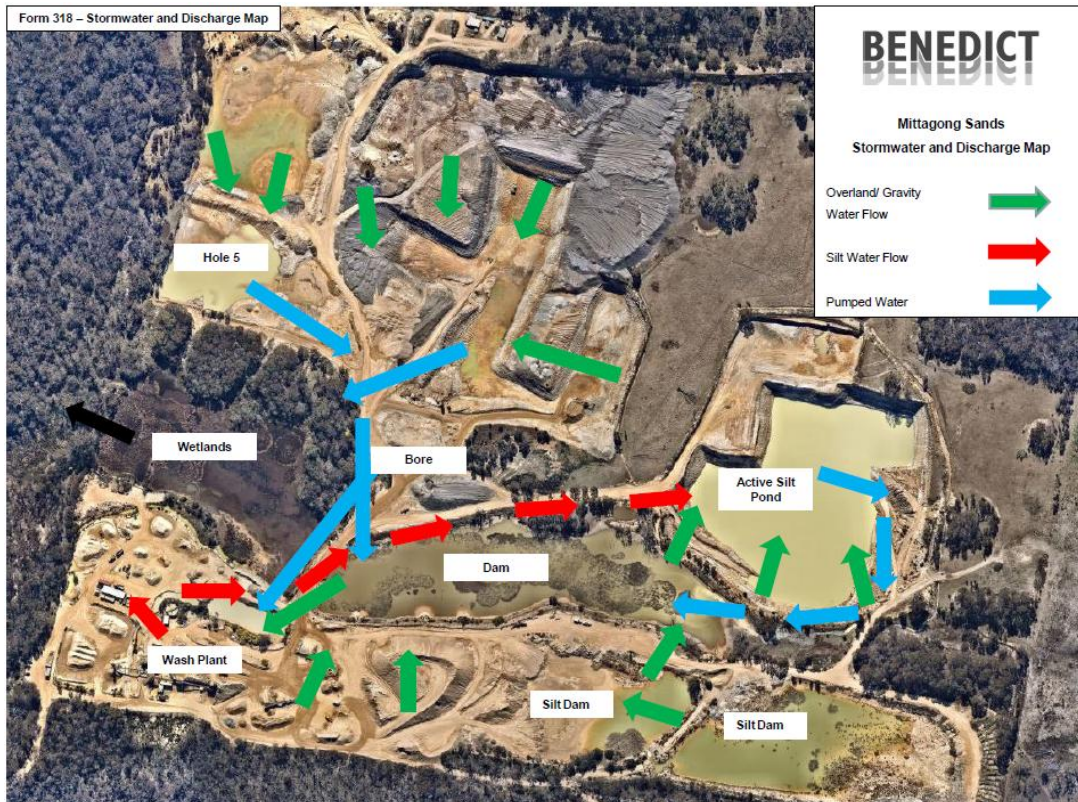 Form 318 – Stormwater and Discharge Map
BENEDICT
Mittagong Sands
Stormwater and Discharge Map
Overland/ Gravity
Water Flow
Silt Water Flow
Pumped Water
Hole 5
Wetlands
Bore
Active Silt
Pond
Dam
Wash Plant
Silt Dam
Silt Dam